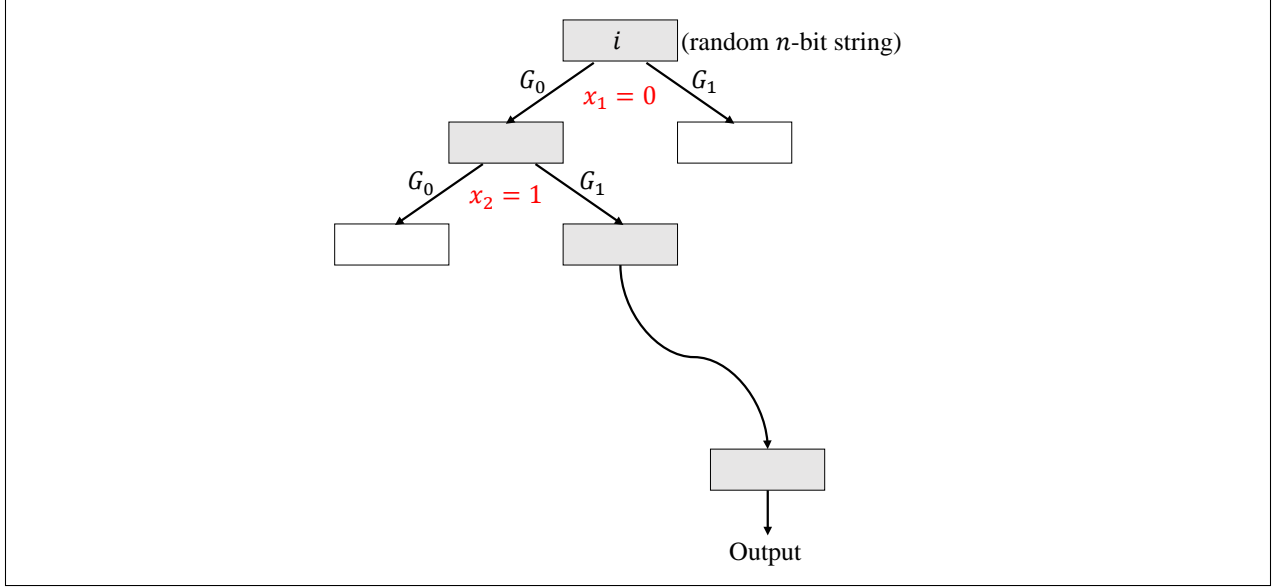 i (random n-bit string)
G₀ G₁
x₁ = 0
G₀ G₁
x₂ = 1
Output